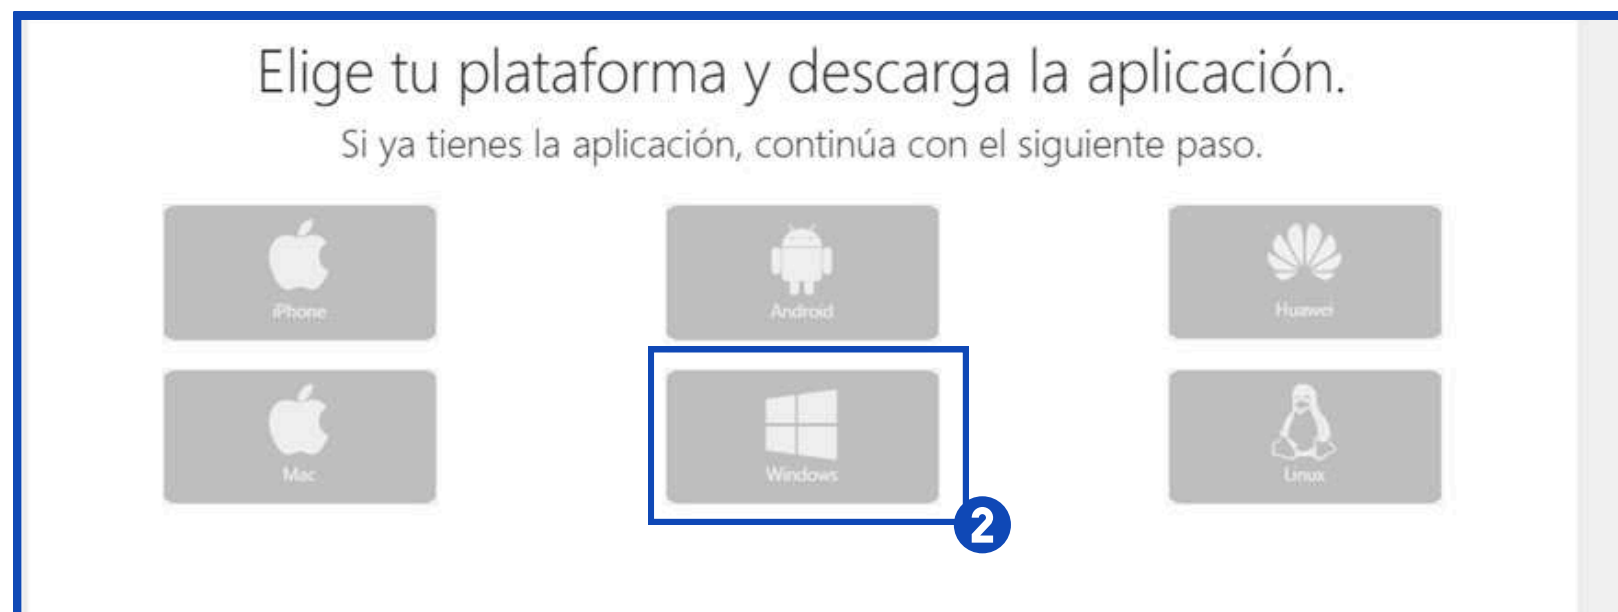 Elige tu plataforma y descarga la aplicación.
Si ya tienes la aplicación, continúa con el siguiente paso.
iPhone
Android
Huawei
Mac
Windows
Linux
2